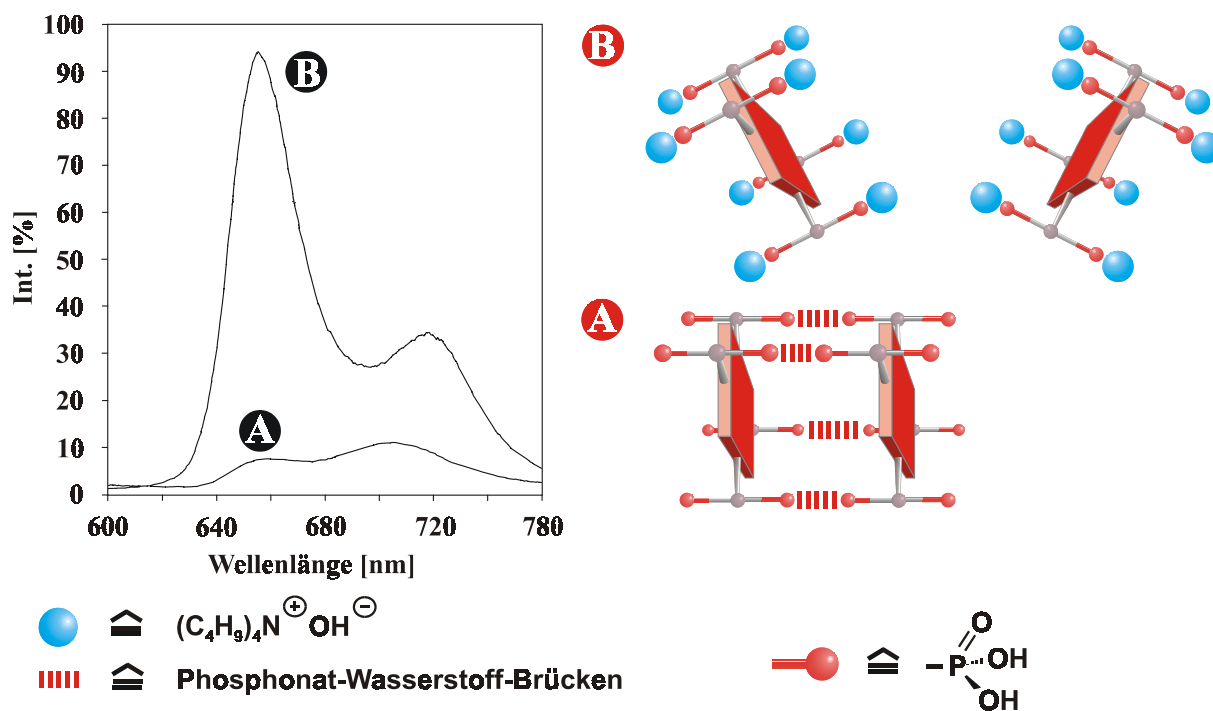 100
90
80
70
60
50
40
30
20
10
0
Int. [%]
B
A
600 640 680 720 780
Wellenlänge [nm]
B
A
≙ (C₄H₉)₄N⊕ OH⊖
≙ Phosphonat-Wasserstoff-Brücken
≙ O
–P OH
OH